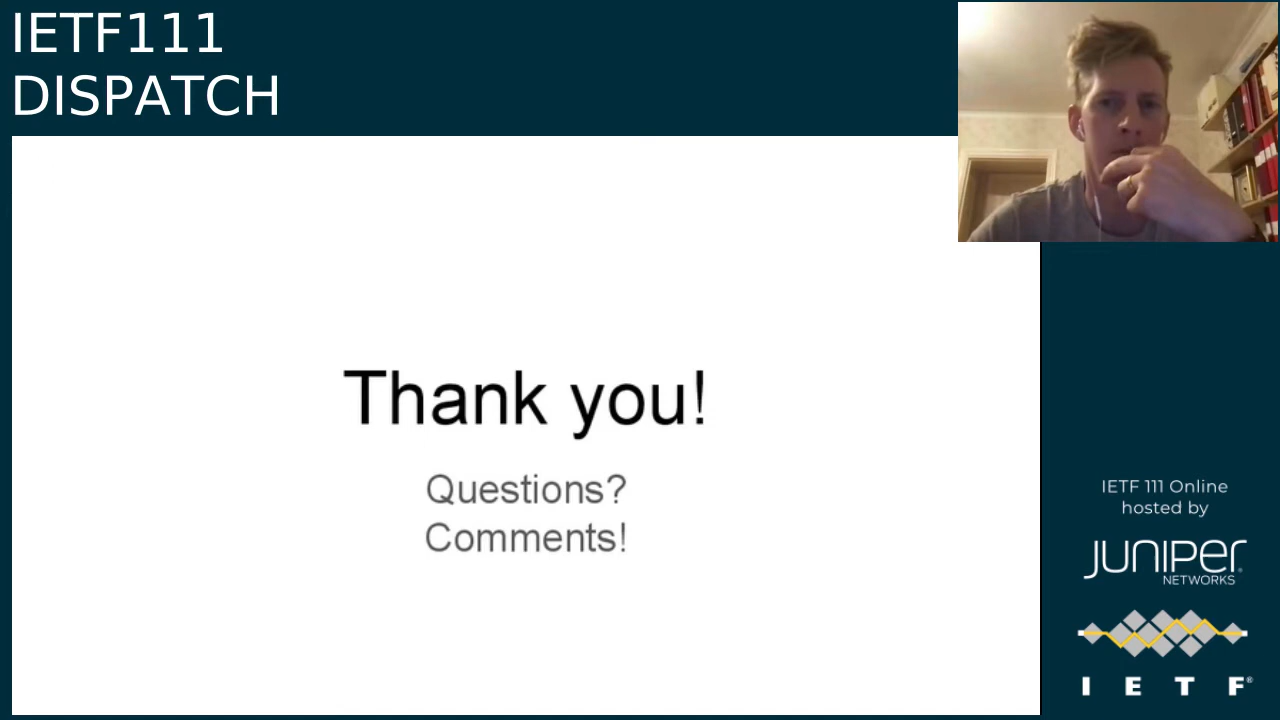 IETF111
DISPATCH
Thank you!
Questions?
Comments!
IETF 111 Online
hosted by
JUNIPER
NETWORKS
I E T F®